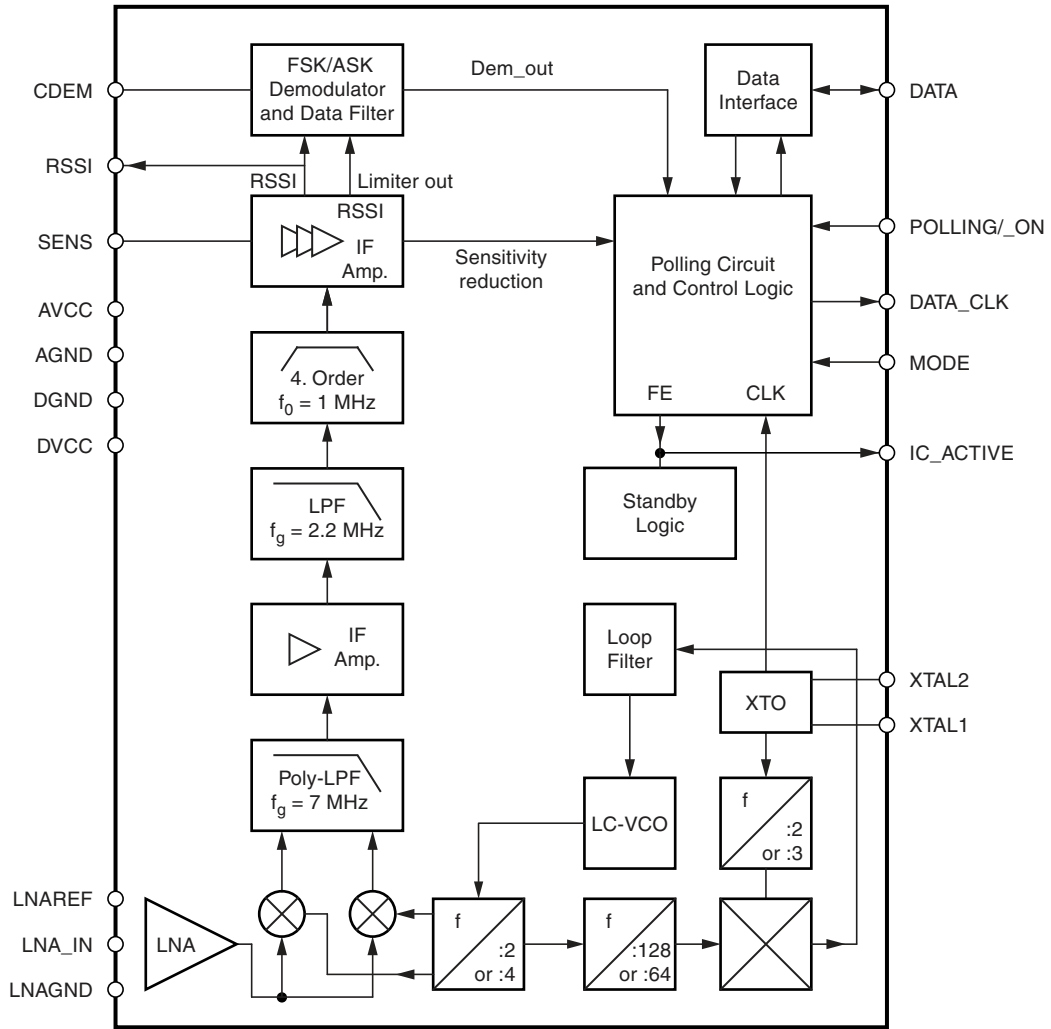 CDEM
RSSI
SENS
AVCC
AGND
DGND
DVCC
LNAREF
LNA_IN
LNAGND
FSK/ASK
Demodulator
and Data Filter
Dem_out
RSSI
Limiter out
RSSI
IF
Amp.
Sensitivity
reduction
4. Order
f0 = 1 MHz
LPF
fg = 2.2 MHz
IF
Amp.
Poly-LPF
fg = 7 MHz
LNA
Data
Interface
Polling Circuit
and Control Logic
FE
CLK
Standby
Logic
Loop
Filter
XTO
LC-VCO
f
:2
or :3
f
:2
or :4
f
:128
or :64
DATA
POLLING/_ON
DATA_CLK
MODE
IC_ACTIVE
XTAL2
XTAL1